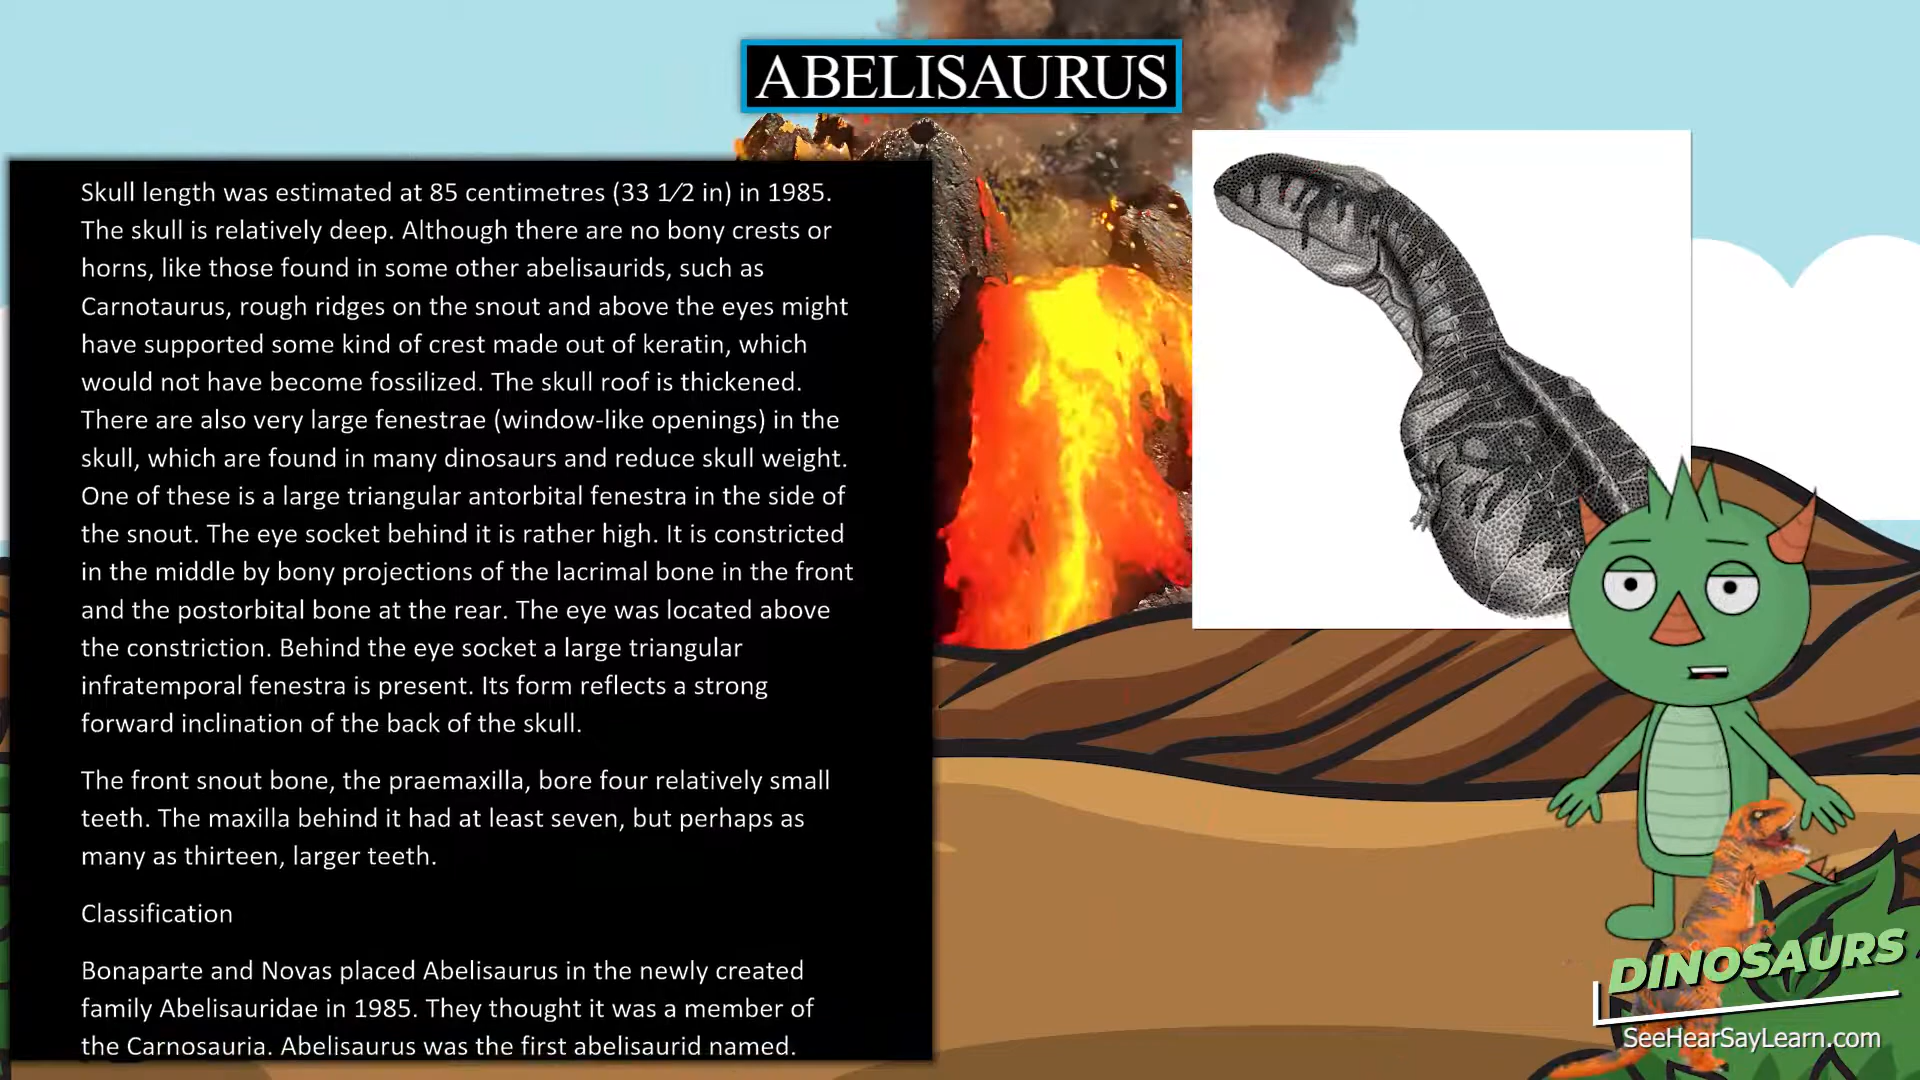 ABELISAURUS
Skull length was estimated at 85 centimetres (33 1⁄2 in) in 1985.
The skull is relatively deep. Although there are no bony crests or
horns, like those found in some other abelisaurids, such as
Carnotaurus, rough ridges on the snout and above the eyes might
have supported some kind of crest made out of keratin, which
would not have become fossilized. The skull roof is thickened.
There are also very large fenestrae (window-like openings) in the
skull, which are found in many dinosaurs and reduce skull weight.
One of these is a large triangular antorbital fenestra in the side of
the snout. The eye socket behind it is rather high. It is constricted
in the middle by bony projections of the lacrimal bone in the front
and the postorbital bone at the rear. The eye was located above
the constriction. Behind the eye socket a large triangular
infratemporal fenestra is present. Its form reflects a strong
forward inclination of the back of the skull.
The front snout bone, the praemaxilla, bore four relatively small
teeth. The maxilla behind it had at least seven, but perhaps as
many as thirteen, larger teeth.
Classification
Bonaparte and Novas placed Abelisaurus in the newly created
family Abelisauridae in 1985. They thought it was a member of
the Carnosauria. Abelisaurus was the first abelisaurid named.
DINOSAURS
SeeHearSayLearn.com